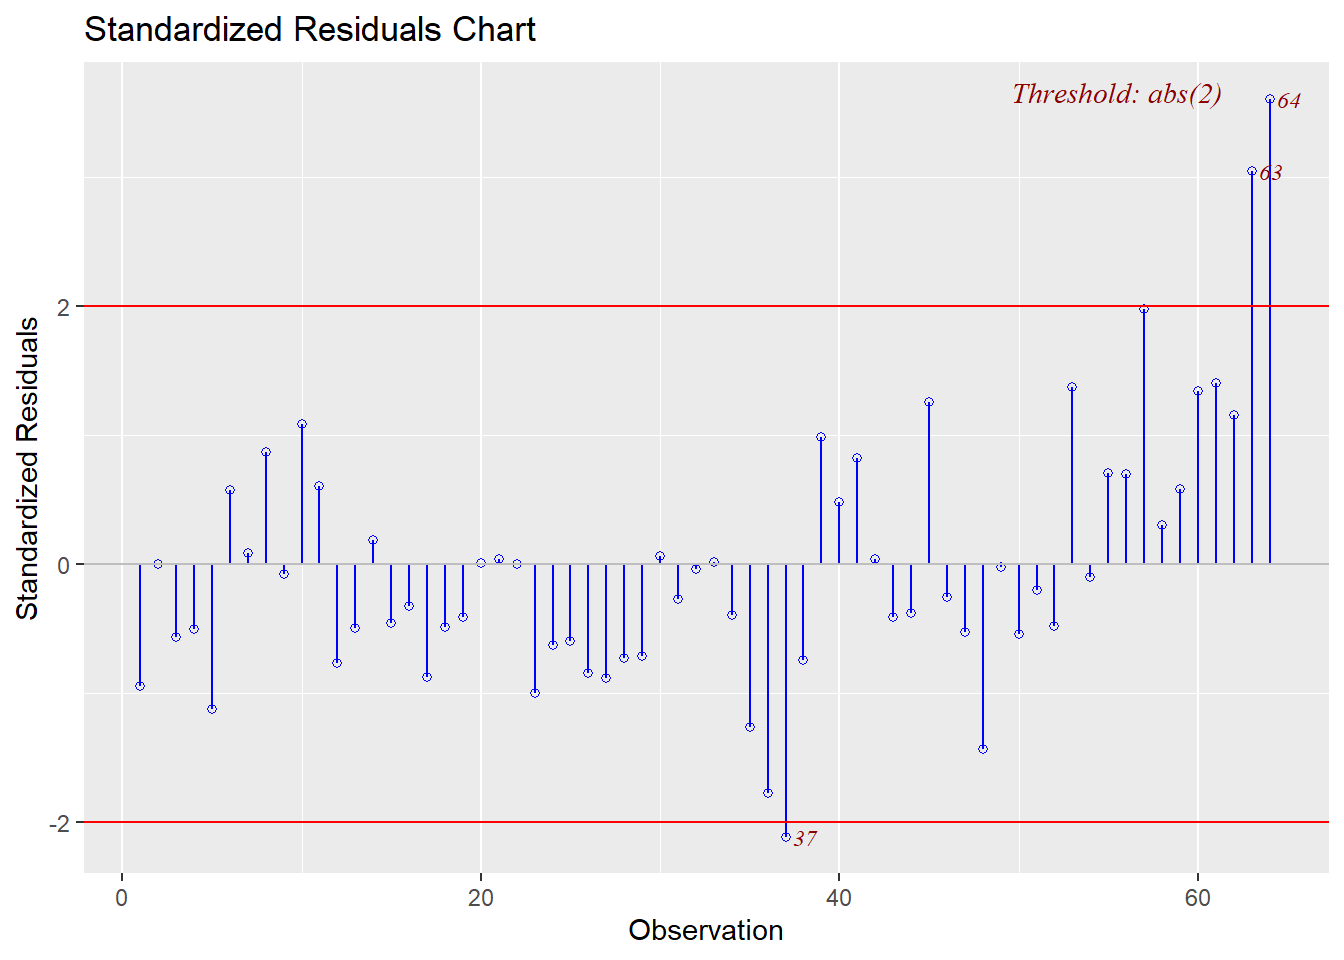 Standardized Residuals Chart
Threshold: abs(2)
64
63
2
0
-2
37
Standardized Residuals
0 20 40 60
Observation